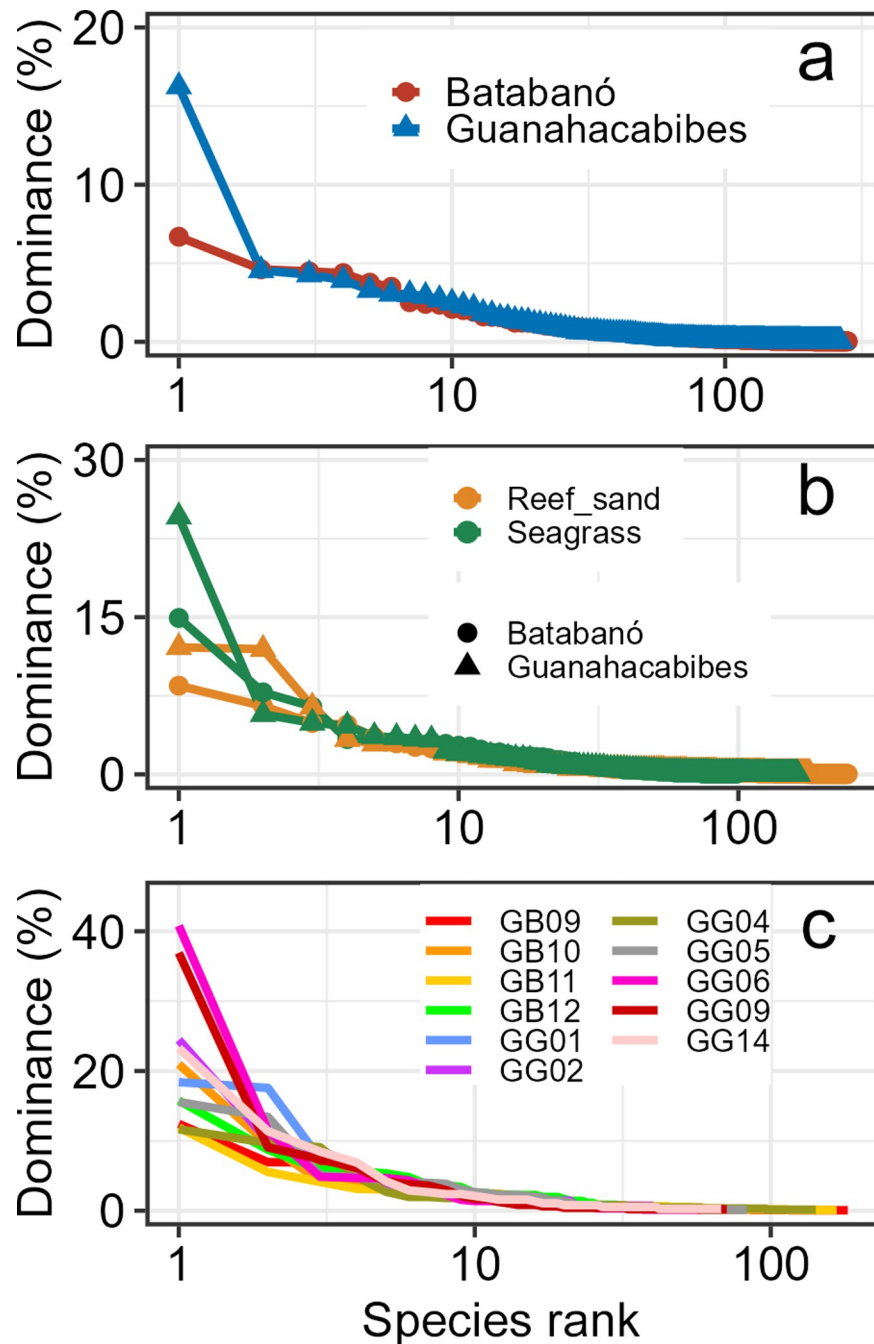 a
Batabanó
Guanahacabibes
Dominance (%)
20
10
0
1
10
100
b
Reef_sand
Seagrass
Batabanó
Guanahacabibes
Dominance (%)
30
15
0
1
10
100
c
GB09
GB10
GB11
GB12
GG01
GG02
GG04
GG05
GG06
GG09
GG14
Dominance (%)
40
20
0
1
10
100
Species rank